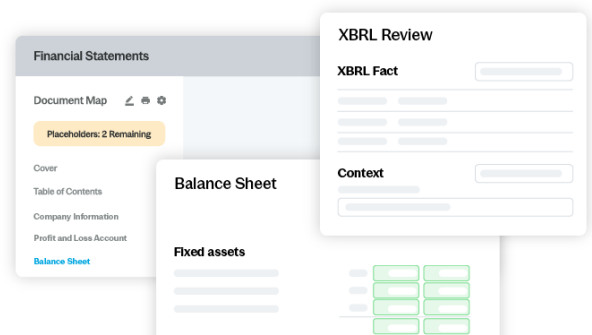 Financial Statements
Document Map
Placeholders: 2 Remaining
Cover
Table of Contents
Company Information
Profit and Loss Account
Balance Sheet
Balance Sheet
Fixed assets
XBRL Review
XBRL Fact
Context